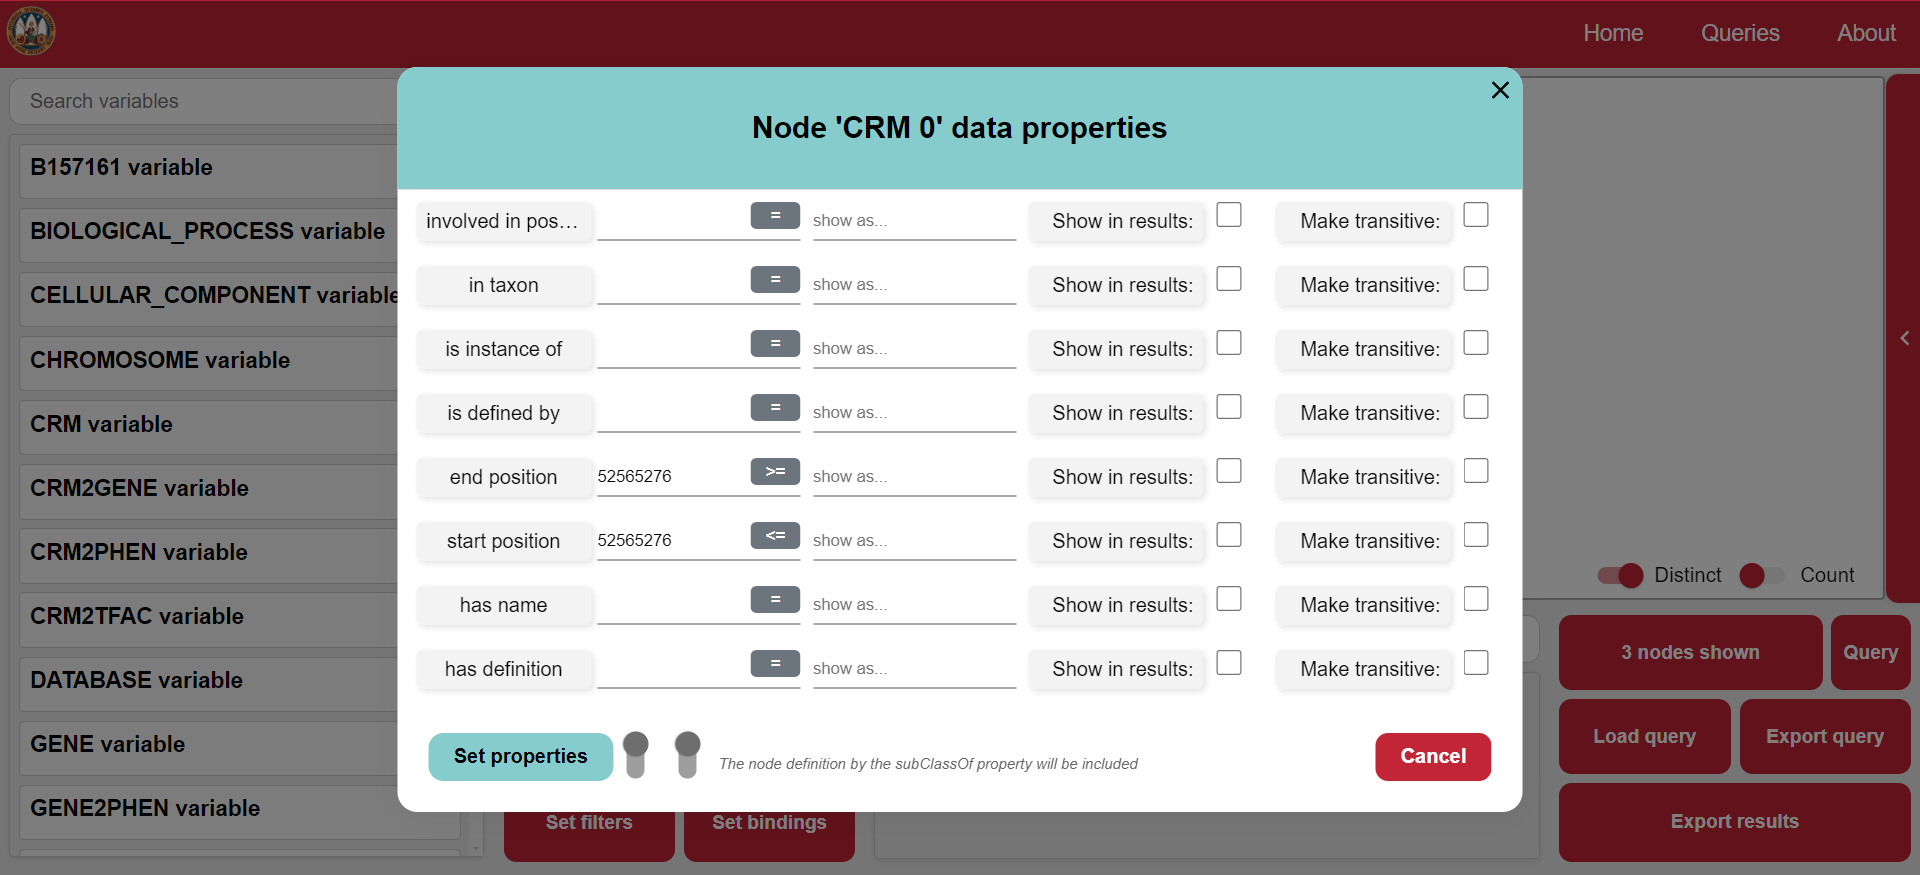 Home Queries About
Search variables
B157161 variable
BIOLOGICAL_PROCESS variable
CELLULAR_COMPONENT variable
CHROMOSOME variable
CRM variable
CRM2GENE variable
CRM2PHEN variable
CRM2TFAC variable
DATABASE variable
GENE variable
GENE2PHEN variable
Node 'CRM 0' data properties
involved in pos... = show as... Show in results: Make transitive:
in taxon = show as... Show in results: Make transitive:
is instance of = show as... Show in results: Make transitive:
is defined by = show as... Show in results: Make transitive:
end position 52565276 >= show as... Show in results: Make transitive:
start position 52565276 <= show as... Show in results: Make transitive:
has name = show as... Show in results: Make transitive:
has definition = show as... Show in results: Make transitive:
Set properties The node definition by the subClassOf property will be included Cancel
Set filters Set bindings
Distinct Count
3 nodes shown Query
Load query Export query
Export results